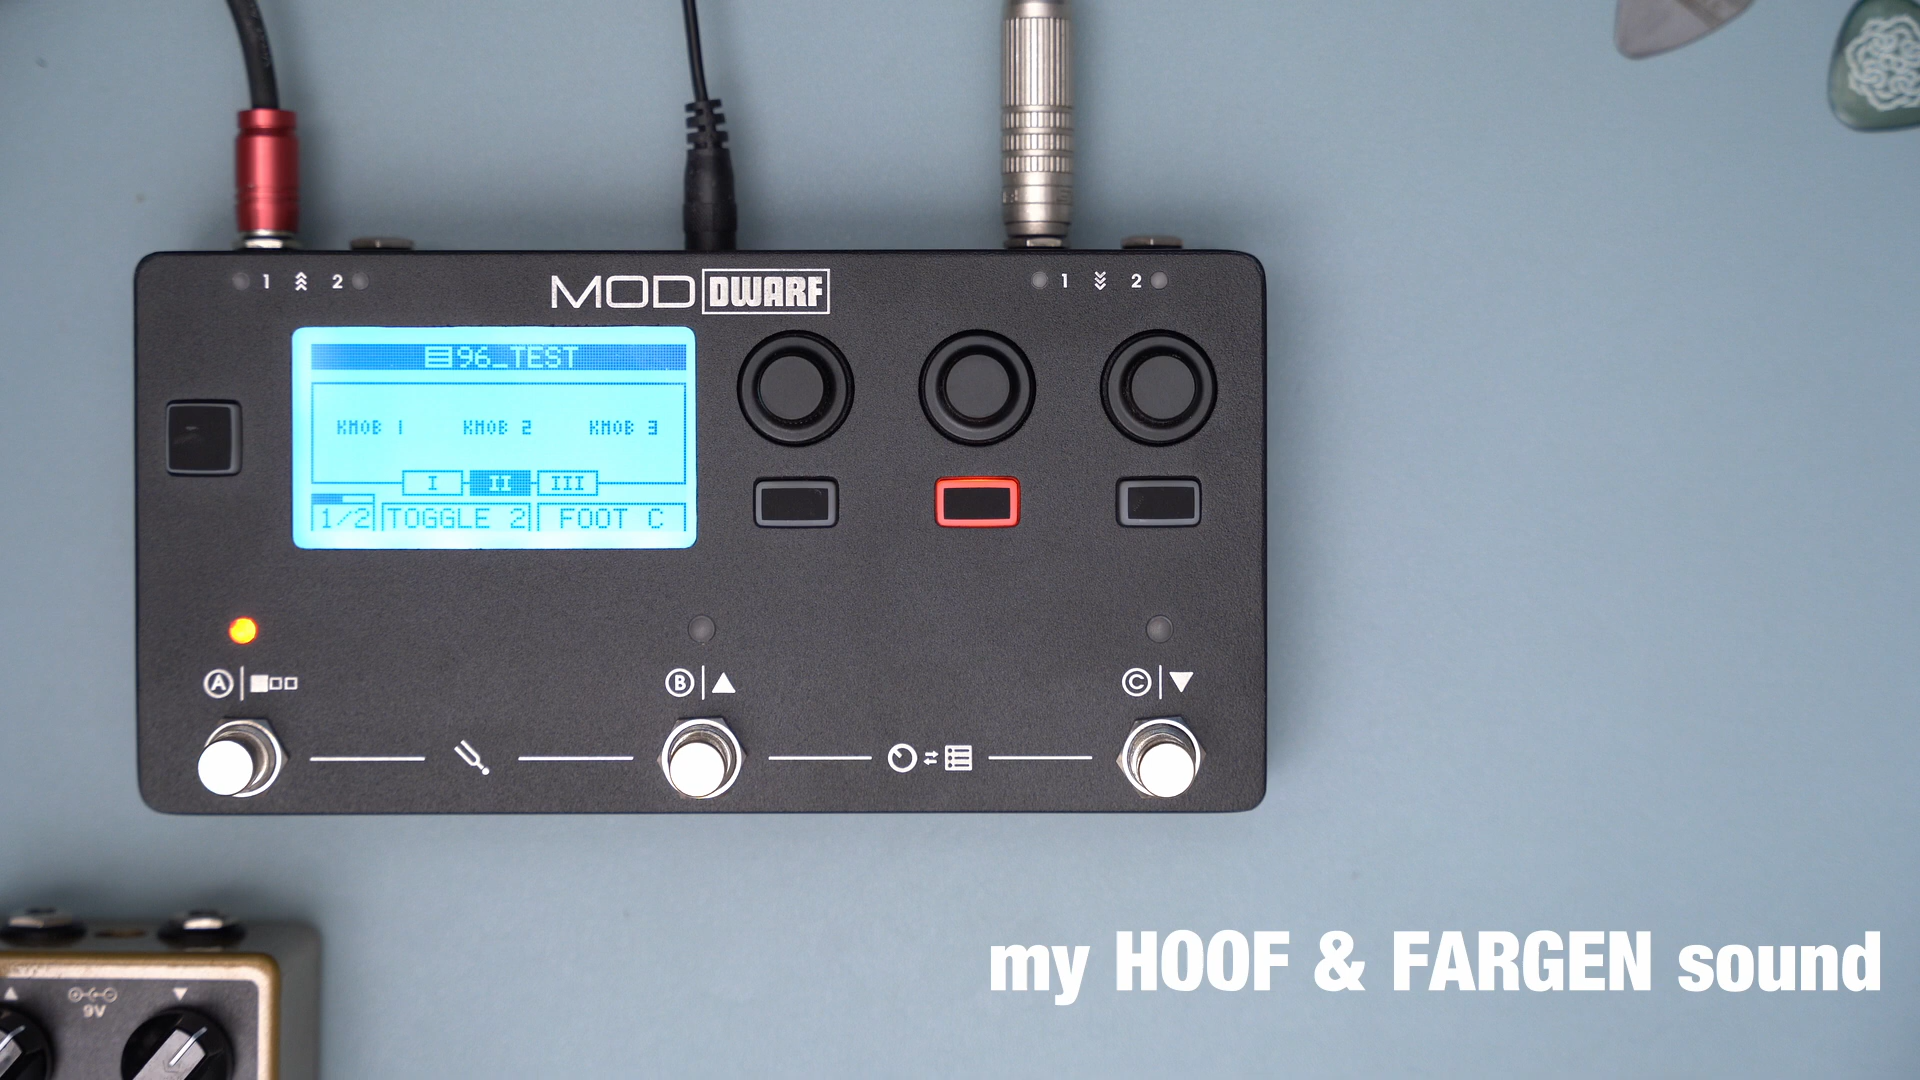 1 2
MOD DWARF
1 2
96_TEST
KNOB 1 KNOB 2 KNOB 3
I II III
1/2 TOGGLE 2 FOOT C
A B C
9V
my HOOF & FARGEN sound